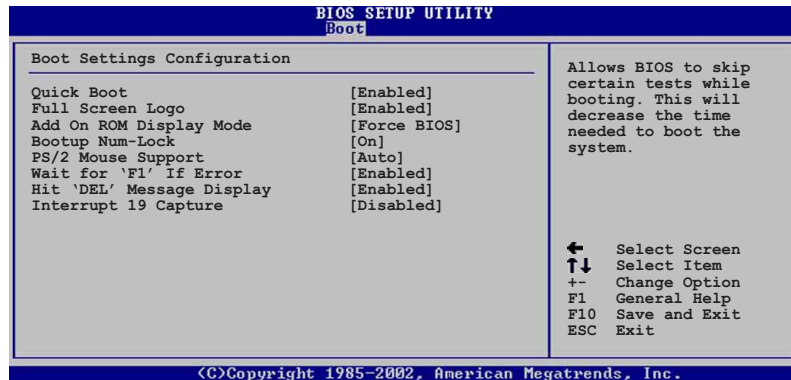 BIOS SETUP UTILITY
Boot
Boot Settings Configuration
Quick Boot [Enabled]
Full Screen Logo [Enabled]
Add On ROM Display Mode [Force BIOS]
Bootup Num-Lock [On]
PS/2 Mouse Support [Auto]
Wait for ‘F1’ If Error [Enabled]
Hit ‘DEL’ Message Display [Enabled]
Interrupt 19 Capture [Disabled]
Allows BIOS to skip
certain tests while
booting. This will
decrease the time
needed to boot the
system.
← Select Screen
↑↓ Select Item
+- Change Option
F1 General Help
F10 Save and Exit
ESC Exit
(C)Copyright 1985-2002, American Megatrends, Inc.